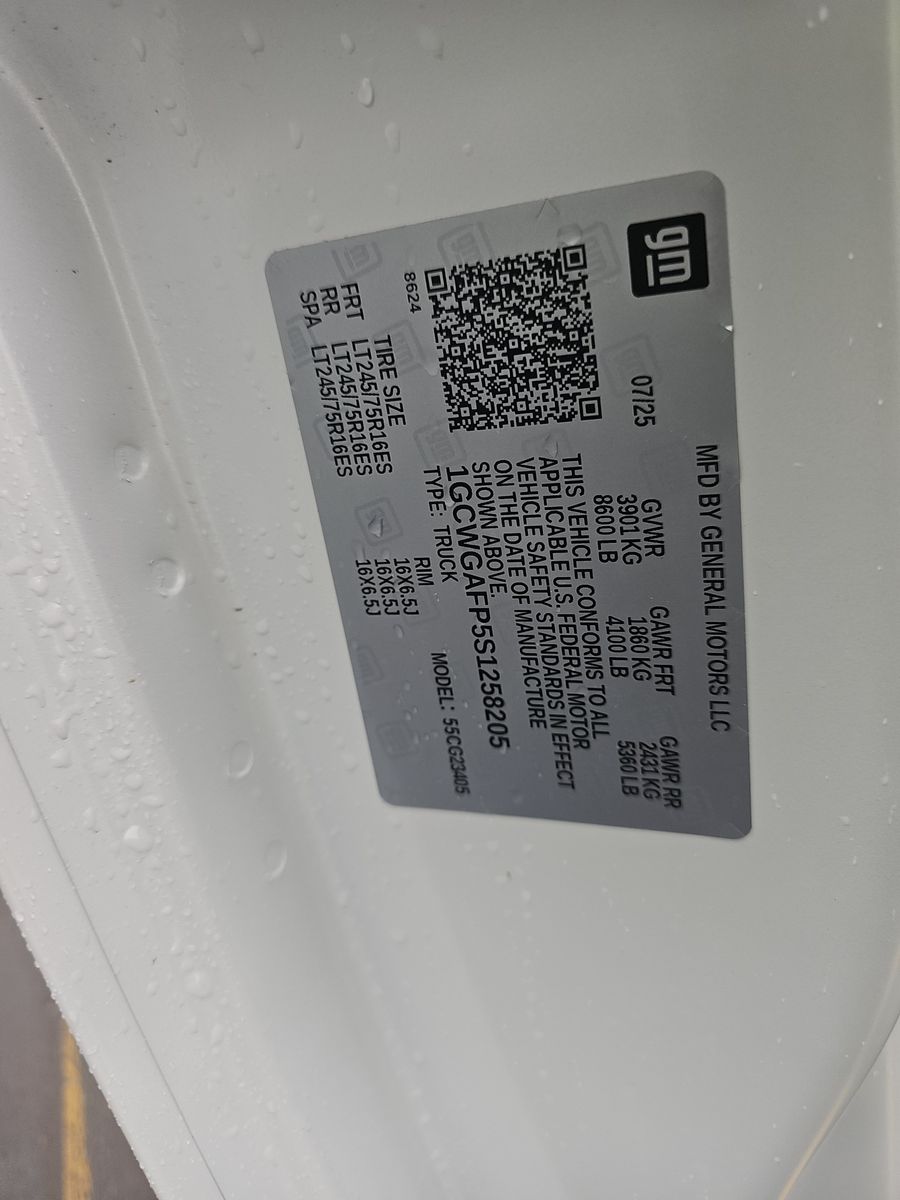 gm
MFD BY GENERAL MOTORS LLC
07/25
GVWR GAWR FRT GAWR RR
3901 KG 1860 KG 2431 KG
8600 LB 4100 LB 5360 LB
THIS VEHICLE CONFORMS TO ALL
APPLICABLE U.S. FEDERAL MOTOR
VEHICLE SAFETY STANDARDS IN EFFECT
ON THE DATE OF MANUFACTURE
SHOWN ABOVE.
1GCWGAFP5S1258205
8624
TYPE: TRUCK MODEL: 55CG23405
TIRE SIZE RIM
FRT LT245/75R16ES 16X6.5J
RR LT245/75R16ES 16X6.5J
SPA LT245/75R16ES 16X6.5J